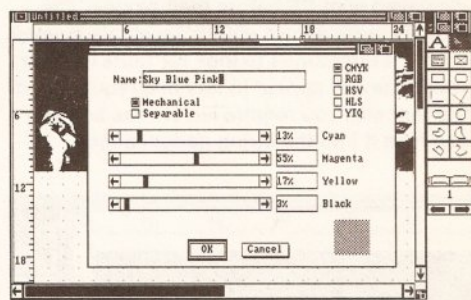 Untitled
6 12 18 24
A
CMYK
Name: Sky Blue Pink
RGB
HSV
Mechanical
HLS
Separable
YIQ
6
13% Cyan
55% Magenta
17% Yellow
12
3% Black
1
OK Cancel
18